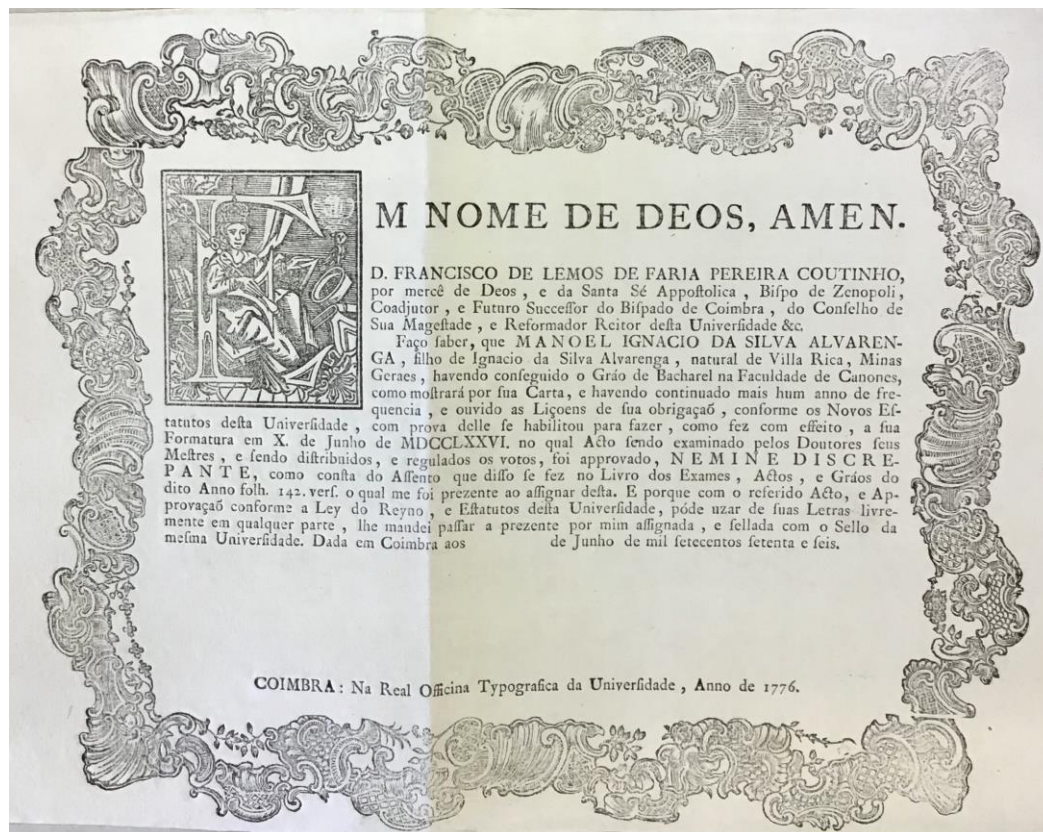 EM NOME DE DEOS, AMEN.
D. FRANCISCO DE LEMOS DE FARIA PEREIRA COUTINHO,
por mercê de Deos , e da Santa Sé Appoſtolica , Biſpo de Zenopoli ,
Coadjutor , e Futuro Succeſſor do Biſpado de Coimbra , do Conſelho de
Sua Mageſtade , e Reformador Reitor deſta Univerſidade &c.
Faço ſaber, que MANOEL IGNACIO DA SILVA ALVAREN-
GA , filho de Ignacio da Silva Alvarenga , natural de Villa Rica, Minas
Geraes , havendo conſeguido o Gráo de Bacharel na Faculdade de Canones,
como moſtrará por ſua Carta, e havendo continuado mais hum anno de fre-
quencia , e ouvido as Liçoens de ſua obrigaçaõ , conforme os Novos Eſ-
tatutos deſta Univerſidade , com prova delle ſe habilitou para fazer , como fez com effeito , a ſua
Formatura em X. de Junho de MDCCLXXVI. no qual Acto ſendo examinado pelos Doutores ſeus
Meſtres , e ſendo diſtribuidos, e regulados os votos, foi approvado, NEMINE DISCRE-
PANTE, como conſta do Aſſento que diſſo ſe fez no Livro dos Exames , Actos , e Gráos do
dito Anno folh. 142. verſ. o qual me foi prezente ao aſſignar deſta. E porque com o referido Acto, e Ap-
provaçaõ conforme a Ley do Reyno , e Eſtatutos deſta Univerſidade, póde uzar de ſuas Letras livre-
mente em qualquer parte , lhe mandei paſſar a prezente por mim aſſignada , e ſellada com o Sello da
meſma Univerſidade. Dada em Coimbra aos de Junho de mil ſetecentos ſetenta e ſeis.
COIMBRA : Na Real Officina Typografica da Univerſidade , Anno de 1776.